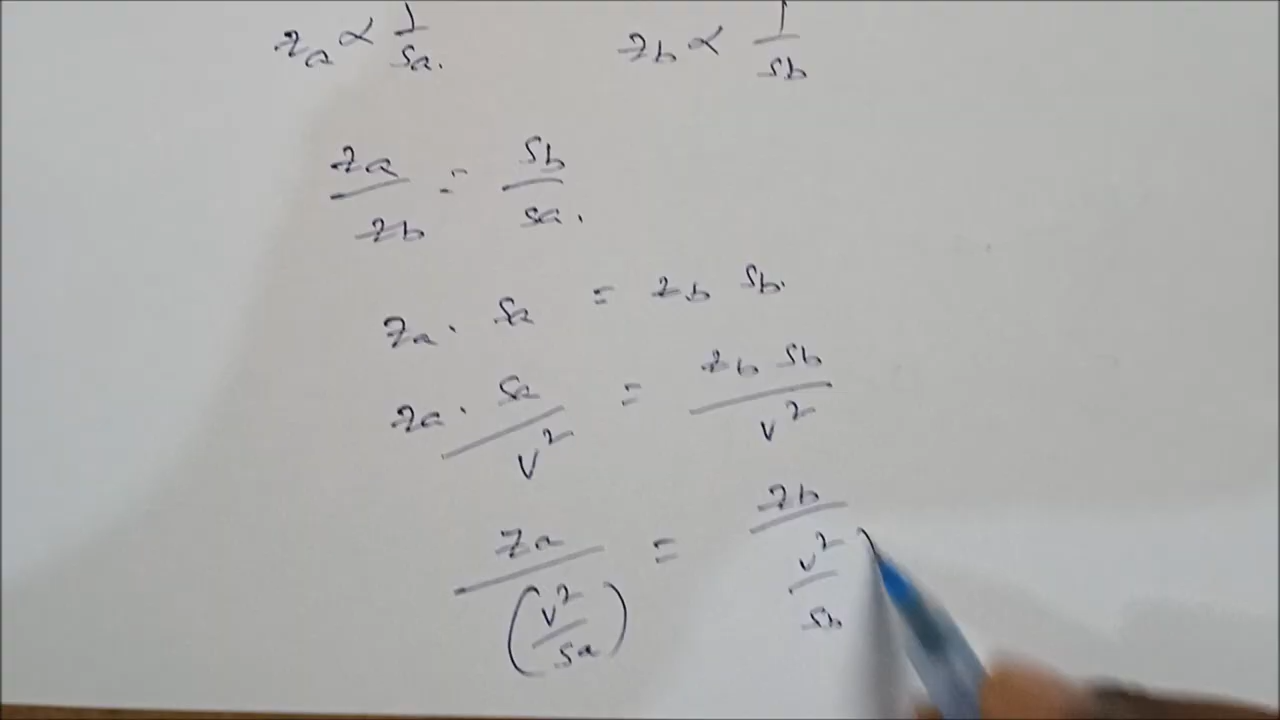 Za ∝ 1/Sa. Zb ∝ 1/Sb
Za/Zb = Sb/Sa.
Za · Sa = Zb Sb.
Za · Sa/V² = Zb Sb/V²
Za/(V²/Sa) = Zb/(V²/Sb)